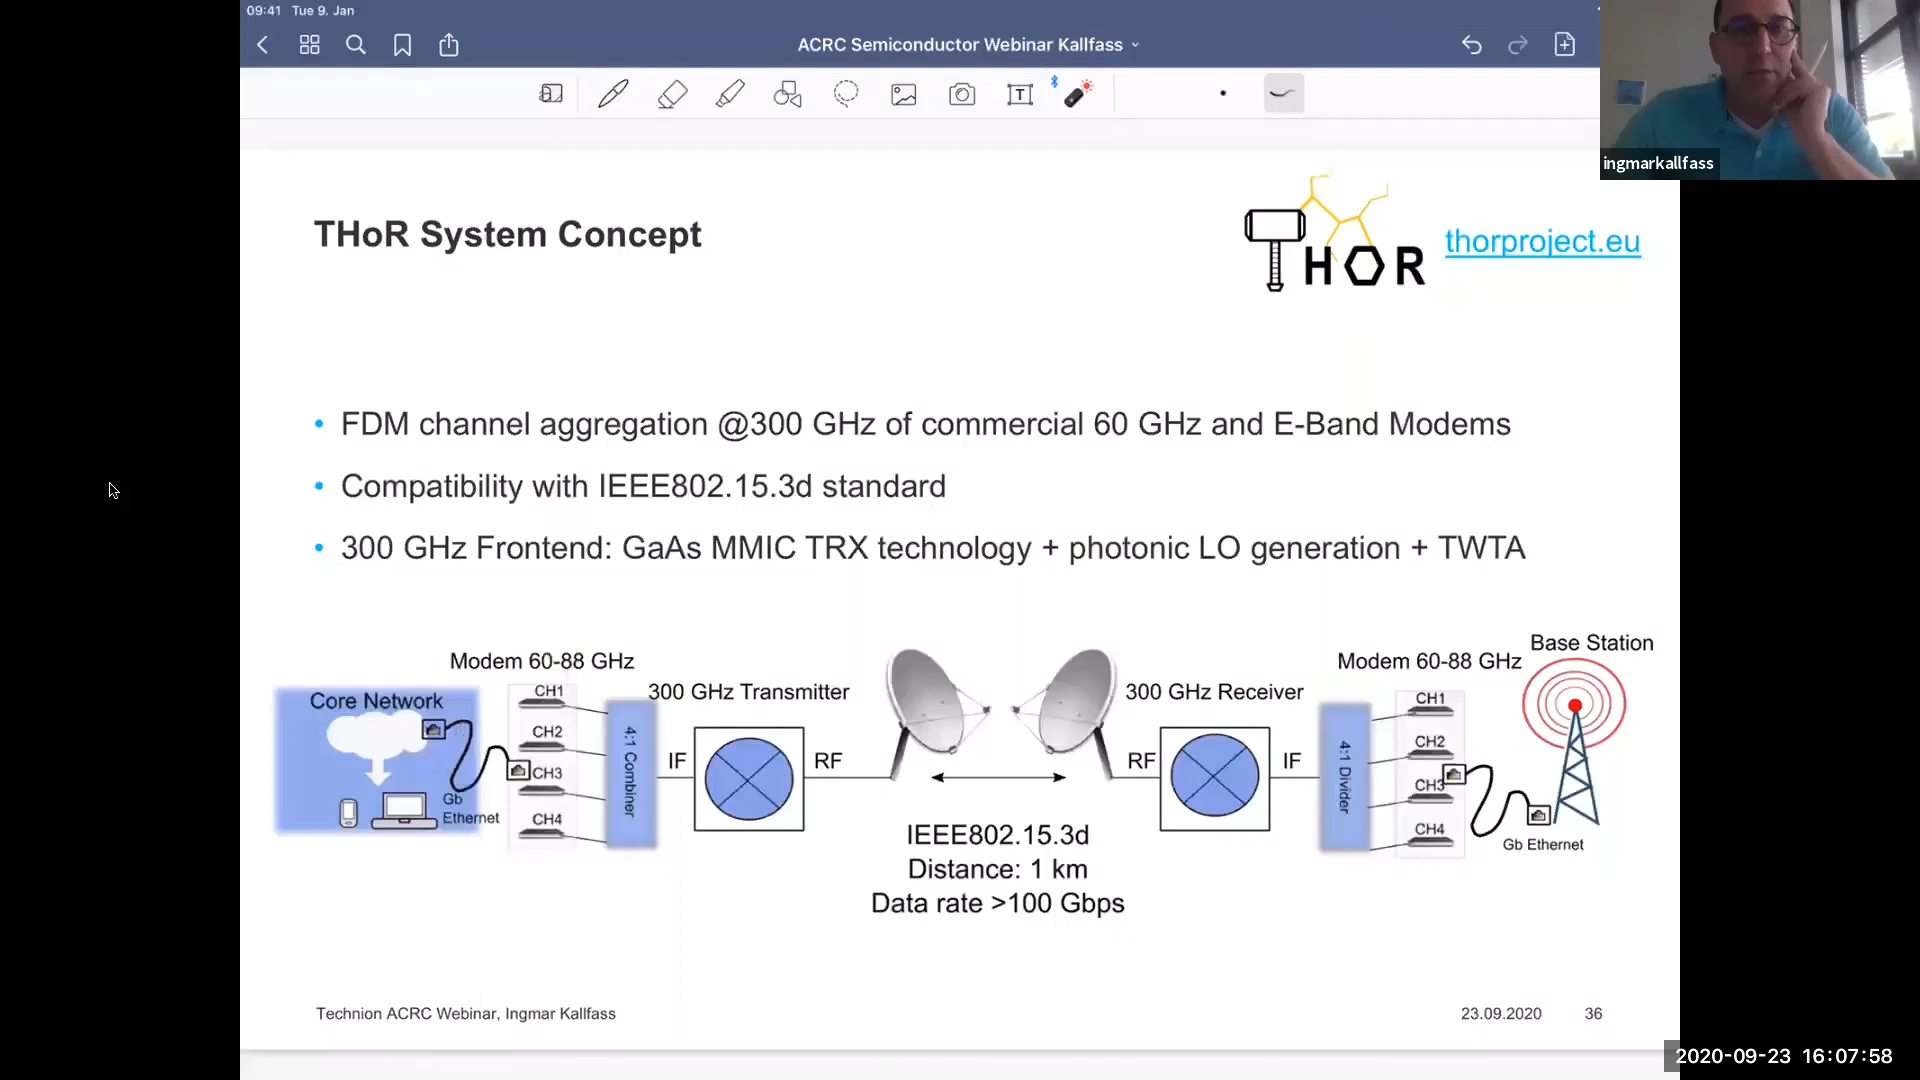 09:41 Tue 9. Jan
ACRC Semiconductor Webinar Kallfass
T
ingmarkallfass
THoR System Concept
THOR
thorproject.eu
• FDM channel aggregation @300 GHz of commercial 60 GHz and E-Band Modems
• Compatibility with IEEE802.15.3d standard
• 300 GHz Frontend: GaAs MMIC TRX technology + photonic LO generation + TWTA
Core Network
Gb
Ethernet
Modem 60-88 GHz
CH1
CH2
CH3
CH4
4:1 Combiner
IF
300 GHz Transmitter
RF
IEEE802.15.3d
Distance: 1 km
Data rate >100 Gbps
300 GHz Receiver
RF
IF
4:1 Divider
Modem 60-88 GHz
CH1
CH2
CH3
CH4
Base Station
Gb Ethernet
Technion ACRC Webinar, Ingmar Kallfass
23.09.2020
36
2020-09-23 16:07:58